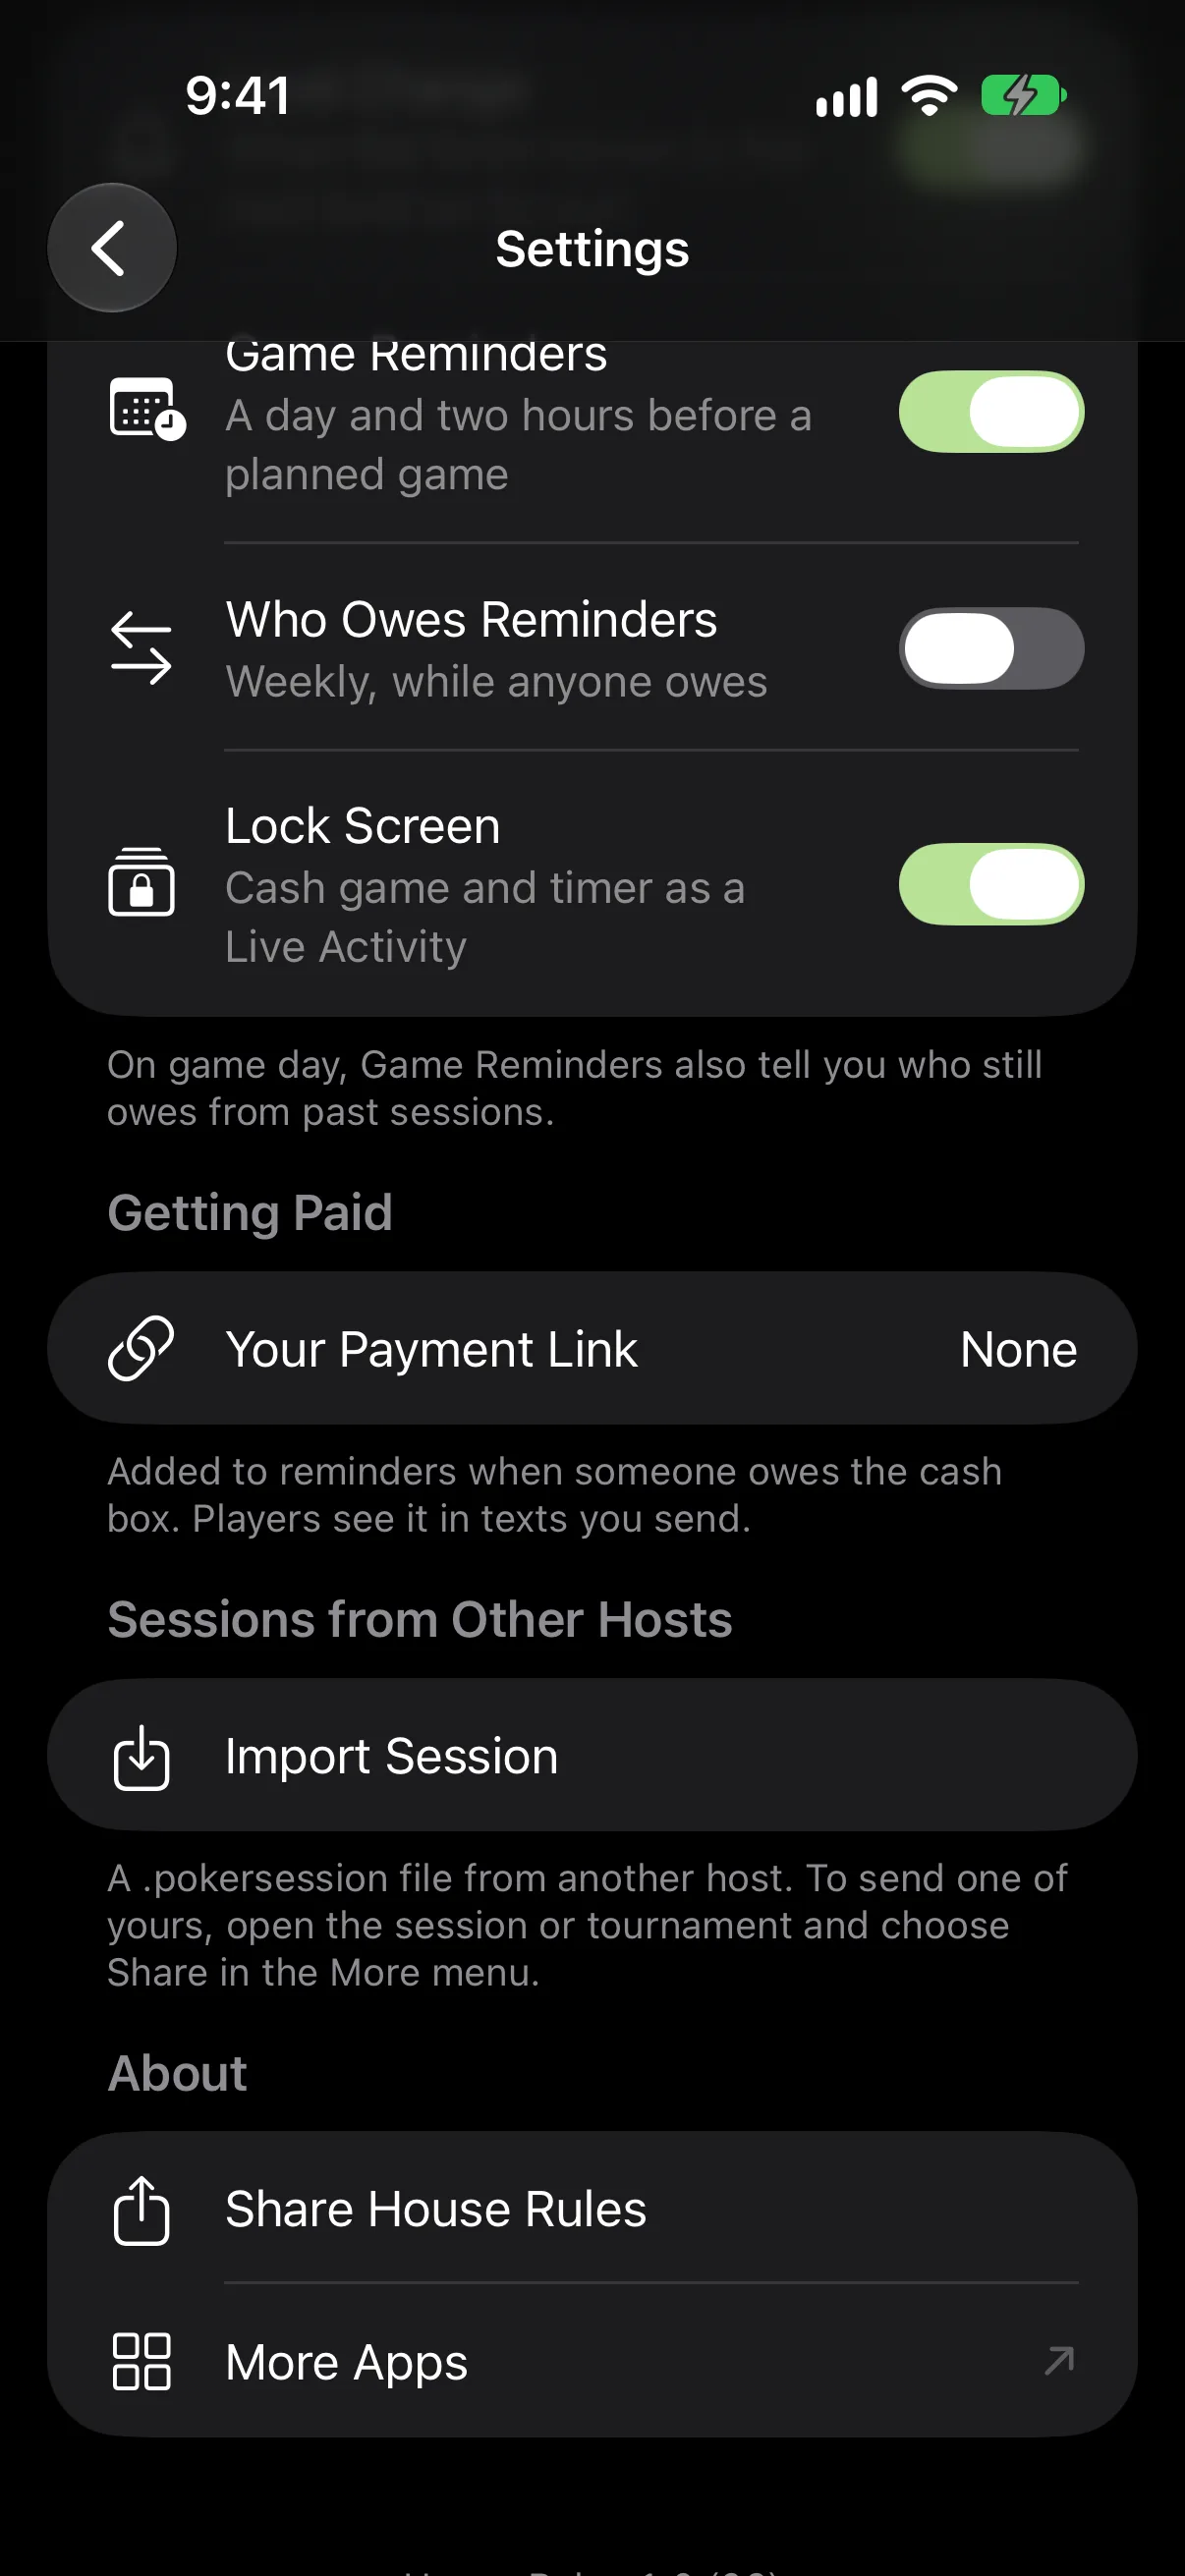 9:41
Settings
Game Reminders
A day and two hours before a
planned game
Who Owes Reminders
Weekly, while anyone owes
Lock Screen
Cash game and timer as a
Live Activity
On game day, Game Reminders also tell you who still
owes from past sessions.
Getting Paid
Your Payment Link
None
Added to reminders when someone owes the cash
box. Players see it in texts you send.
Sessions from Other Hosts
Import Session
A .pokersession file from another host. To send one of
yours, open the session or tournament and choose
Share in the More menu.
About
Share House Rules
More Apps